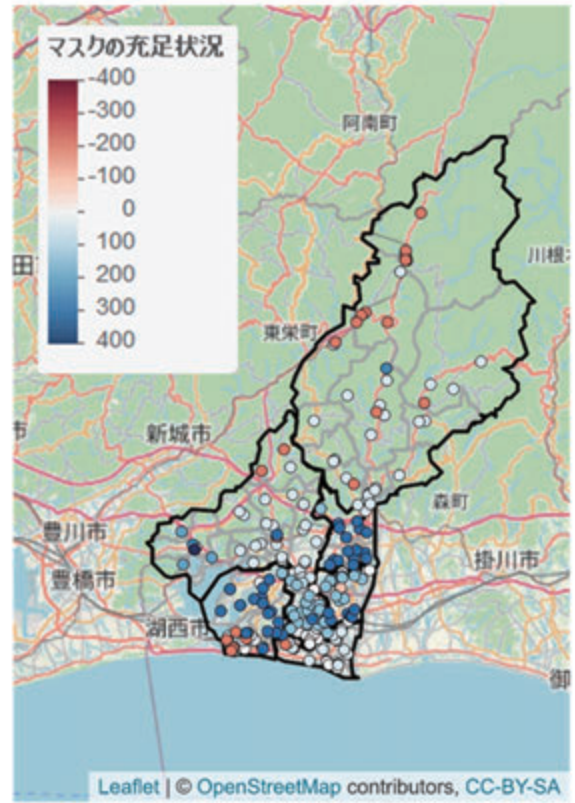 マスクの充足状況
-400
-300
-200
-100
0
100
200
300
400
阿南町
川根
東栄町
新城市
市
森町
豊川市
掛川市
豊橋市
湖西市
御
Leaflet | © OpenStreetMap contributors, CC-BY-SA